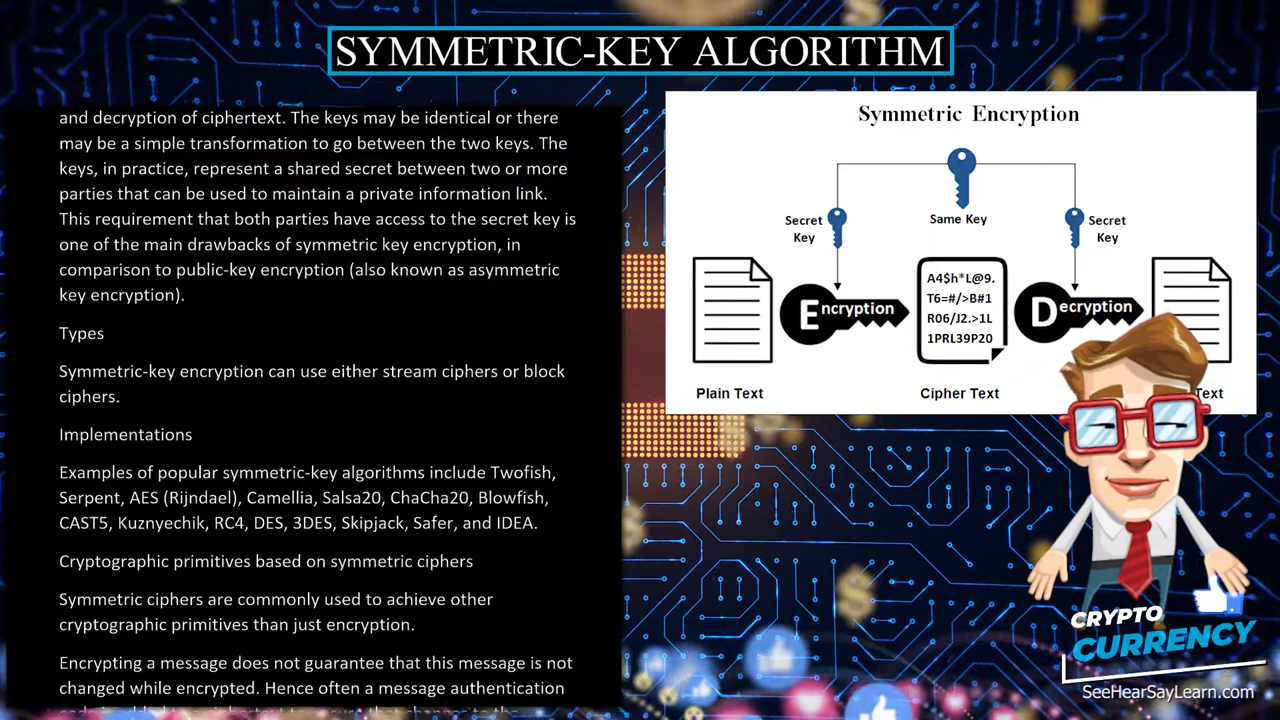 SYMMETRIC-KEY ALGORITHM
and decryption of ciphertext. The keys may be identical or there
may be a simple transformation to go between the two keys. The
keys, in practice, represent a shared secret between two or more
parties that can be used to maintain a private information link.
This requirement that both parties have access to the secret key is
one of the main drawbacks of symmetric key encryption, in
comparison to public-key encryption (also known as asymmetric
key encryption).
Types
Symmetric-key encryption can use either stream ciphers or block
ciphers.
Implementations
Examples of popular symmetric-key algorithms include Twofish,
Serpent, AES (Rijndael), Camellia, Salsa20, ChaCha20, Blowfish,
CAST5, Kuznyechik, RC4, DES, 3DES, Skipjack, Safer, and IDEA.
Cryptographic primitives based on symmetric ciphers
Symmetric ciphers are commonly used to achieve other
cryptographic primitives than just encryption.
Encrypting a message does not guarantee that this message is not
changed while encrypted. Hence often a message authentication
Symmetric Encryption
Same Key
Secret
Key
Secret
Key
Encryption
A4$h*L@9.
T6=#/>B#1
R06/J2.>1L
1PRL39P20
Decryption
Plain Text
Cipher Text
Text
CRYPTO
CURRENCY
SeeHearSayLearn.com